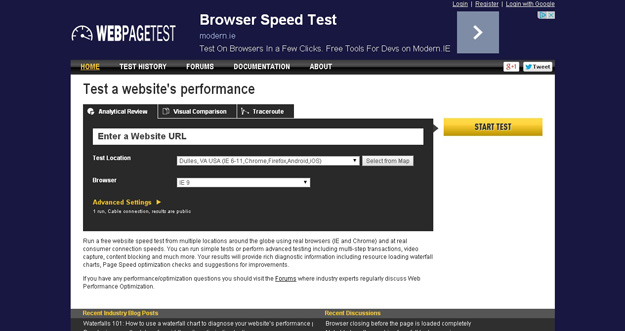 Login | Register | Login with Google
Browser Speed Test
modern.ie
Test On Browsers In a Few Clicks. Free Tools For Devs on Modern.IE
WEBPAGETEST
HOME TEST HISTORY FORUMS DOCUMENTATION ABOUT
+1 Tweet
Test a website's performance
Analytical Review Visual Comparison Traceroute
Enter a Website URL
START TEST
Test Location Dulles, VA USA (IE 6-11,Chrome,Firefox,Android,iOS) Select from Map
Browser IE 9
Advanced Settings
1 run, Cable connection, results are public
Run a free website speed test from multiple locations around the globe using real browsers (IE and Chrome) and at real
consumer connection speeds. You can run simple tests or perform advanced testing including multi-step transactions, video
capture, content blocking and much more. Your results will provide rich diagnostic information including resource loading waterfall
charts, Page Speed optimization checks and suggestions for improvements.
If you have any performance/optimization questions you should visit the Forums where industry experts regularly discuss Web
Performance Optimization.
Recent Industry Blog Posts Recent Discussions
Waterfalls 101: How to use a waterfall chart to diagnose your website's performance Browser closing before the page is loaded completely